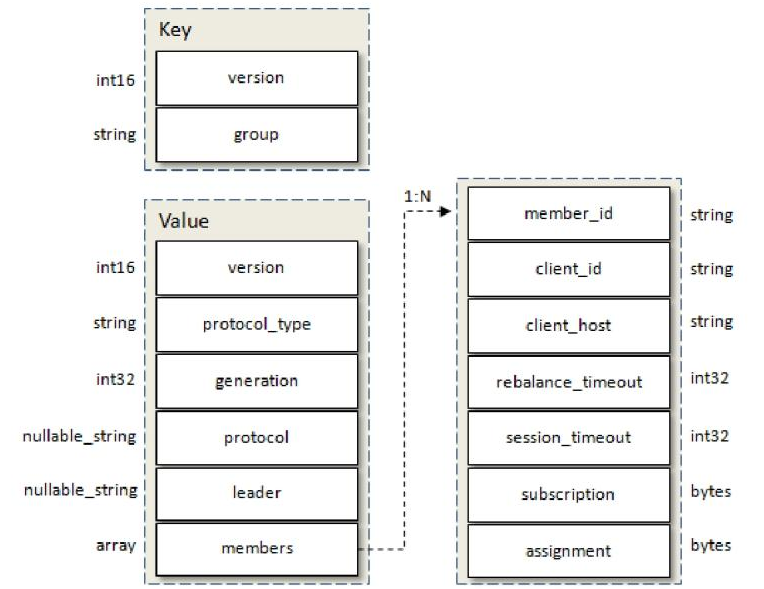 Key
int16 version
string group
Value
int16 version
string protocol_type
int32 generation
nullable_string protocol
nullable_string leader
array members
1:N
member_id string
client_id string
client_host string
rebalance_timeout int32
session_timeout int32
subscription bytes
assignment bytes